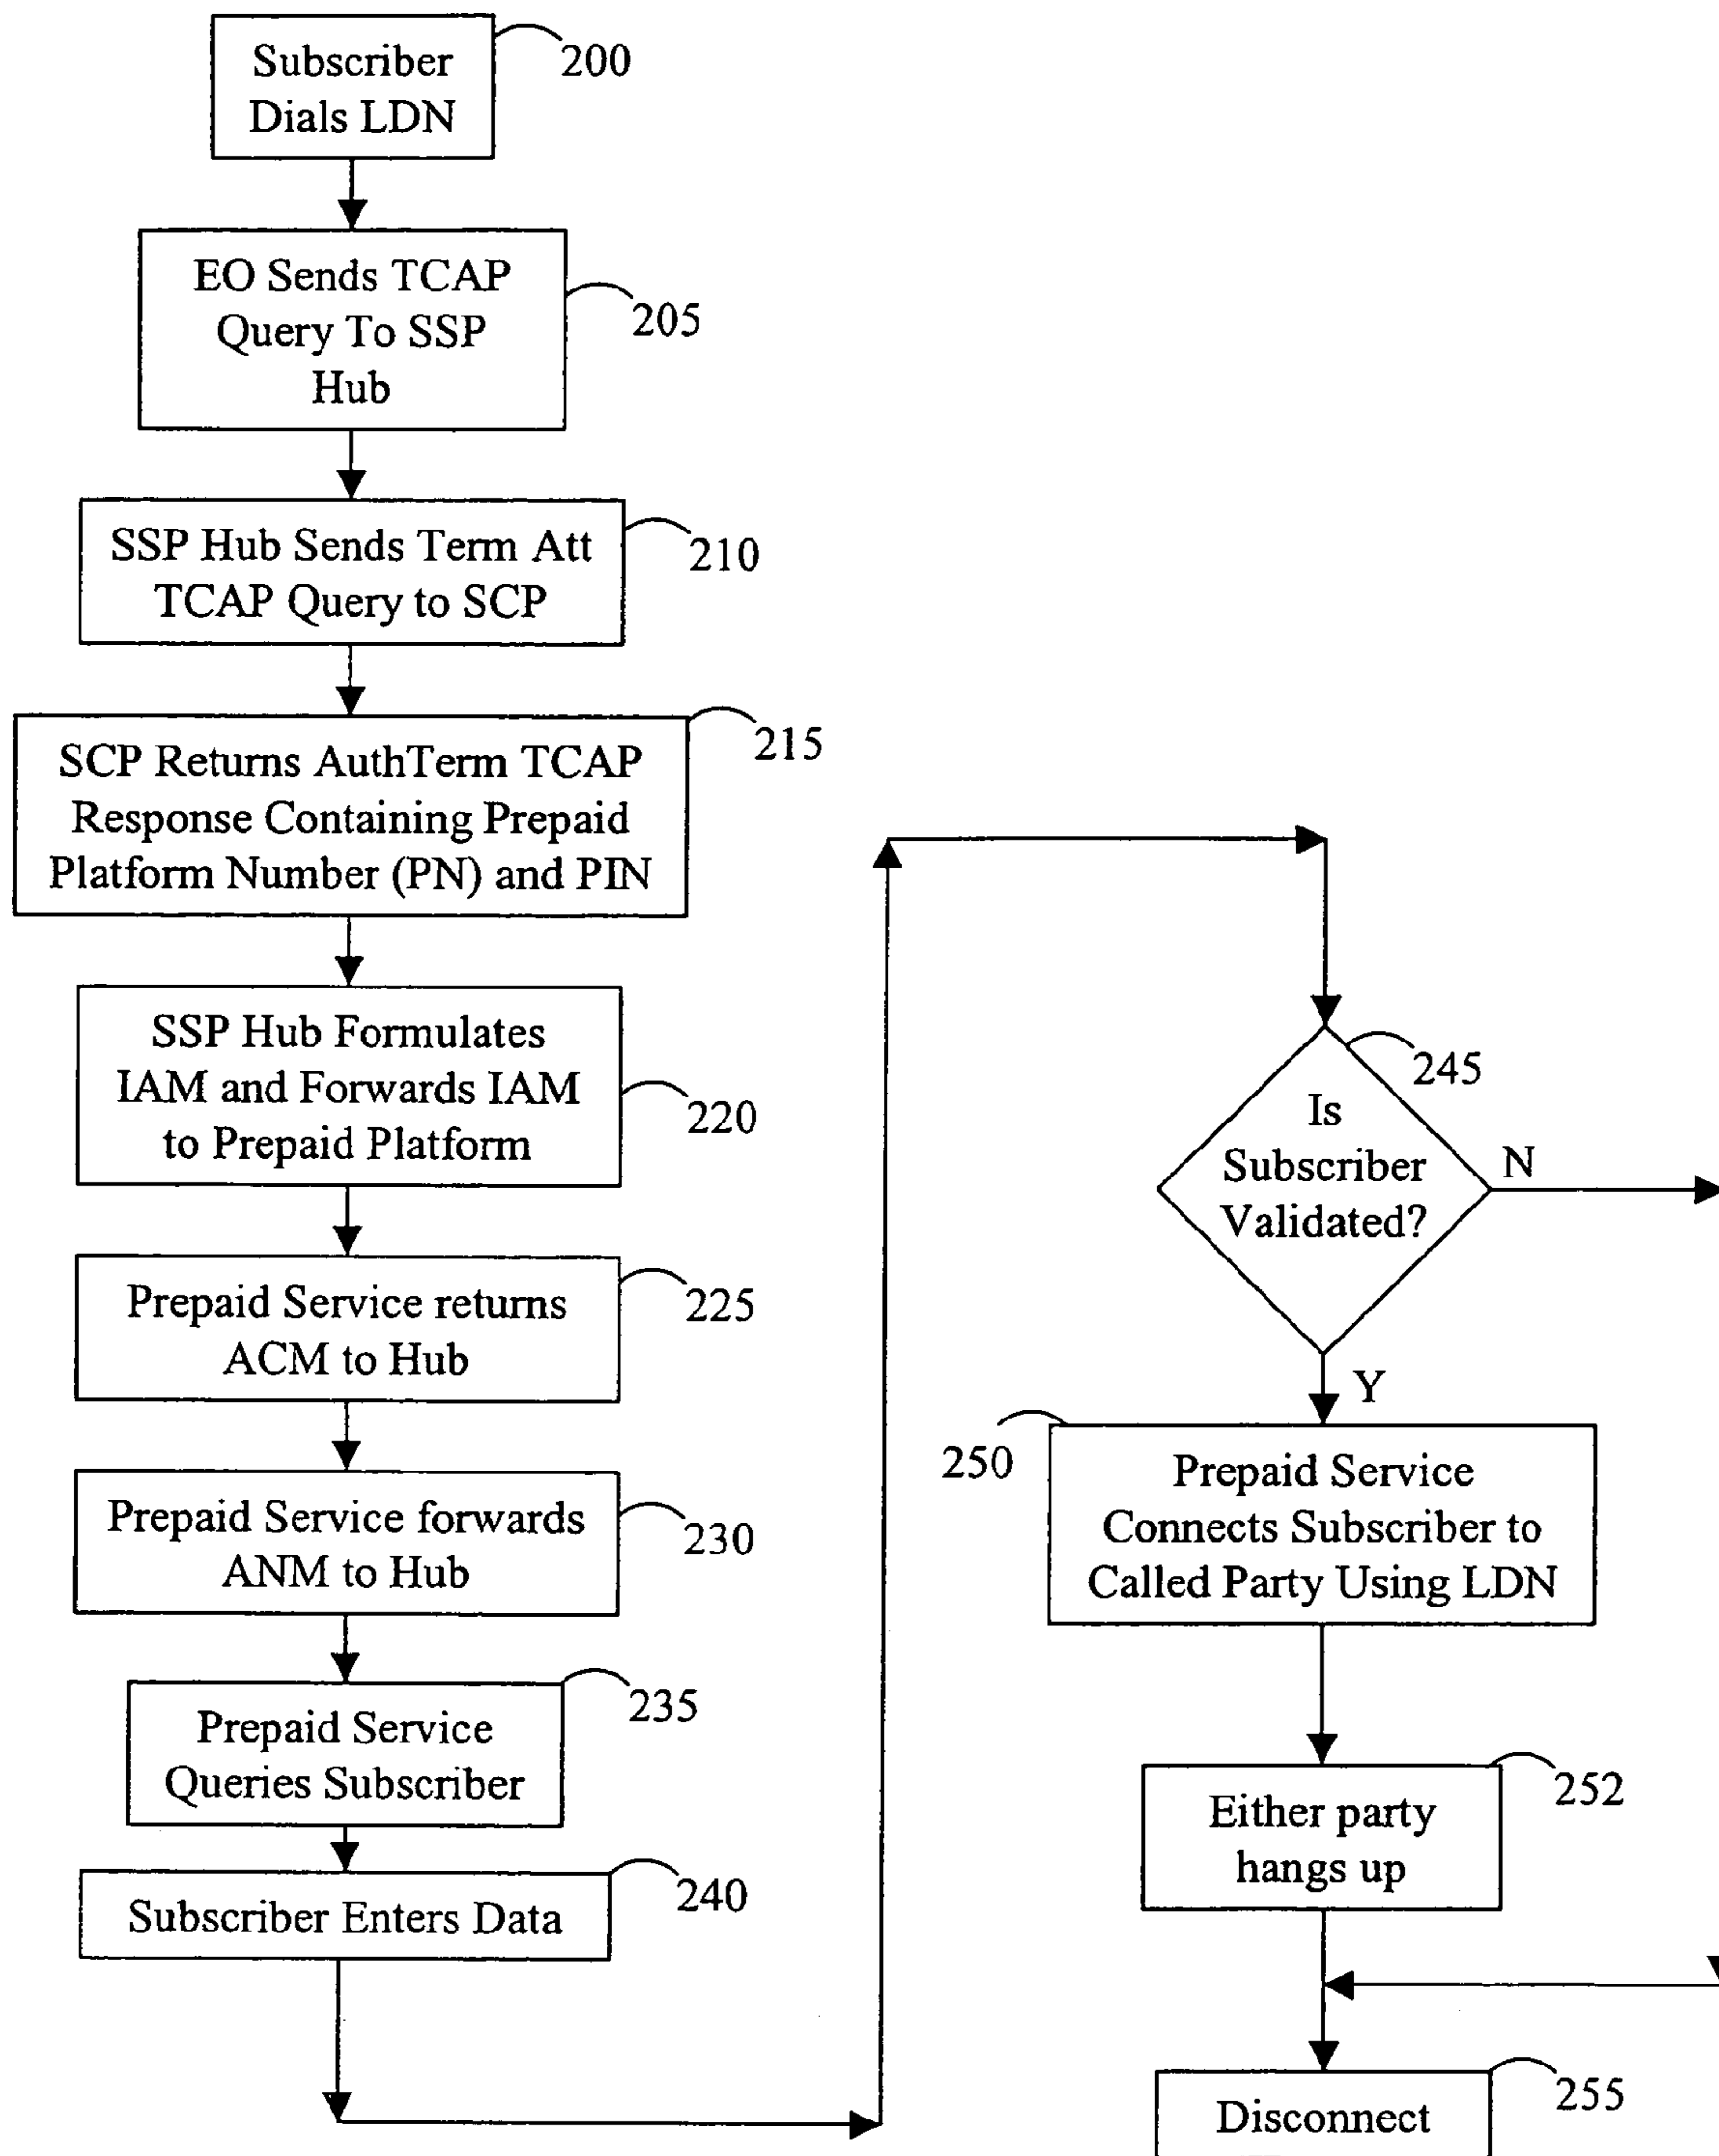 Subscriber
Dials LDN
200
EO Sends TCAP
Query To SSP
Hub
205
SSP Hub Sends Term Att
TCAP Query to SCP
210
SCP Returns AuthTerm TCAP
Response Containing Prepaid
Platform Number (PN) and PIN
215
SSP Hub Formulates
IAM and Forwards IAM
to Prepaid Platform
220
Prepaid Service returns
ACM to Hub
225
Prepaid Service forwards
ANM to Hub
230
Prepaid Service
Queries Subscriber
235
Subscriber Enters Data
240
Is
Subscriber
Validated?
245
N
Y
250
Prepaid Service
Connects Subscriber to
Called Party Using LDN
Either party
hangs up
252
Disconnect
255